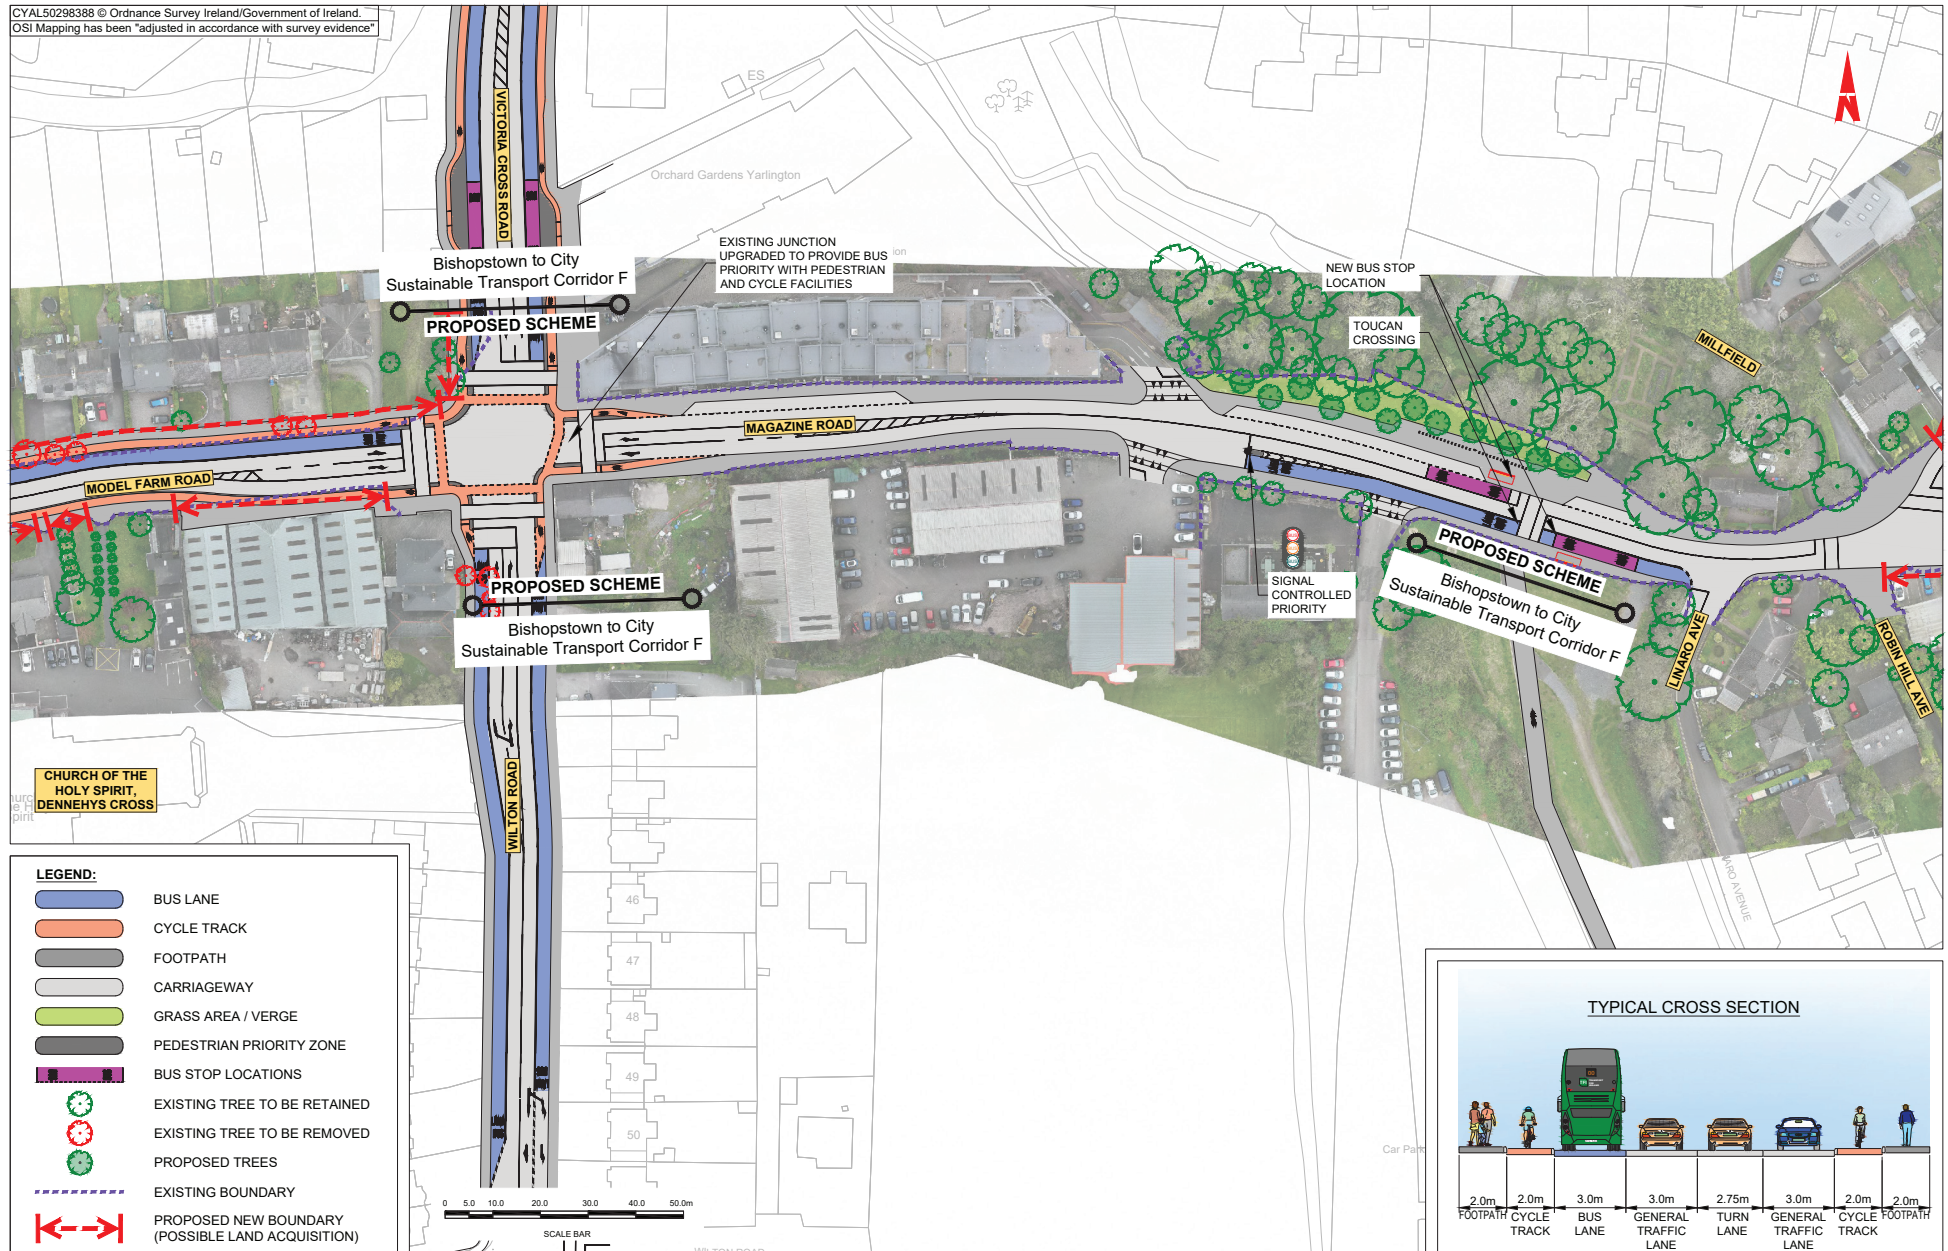 CYAL50298388 © Ordnance Survey Ireland/Government of Ireland.
OSI Mapping has been "adjusted in accordance with survey evidence"
ES
VICTORIA CROSS ROAD
Orchard Gardens Yarlington
N
Bishopstown to City
Sustainable Transport Corridor F
PROPOSED SCHEME
EXISTING JUNCTION
UPGRADED TO PROVIDE BUS
PRIORITY WITH PEDESTRIAN
AND CYCLE FACILITIES
NEW BUS STOP
LOCATION
TOUCAN
CROSSING
MILLFIELD
MAGAZINE ROAD
MODEL FARM ROAD
PROPOSED SCHEME
Bishopstown to City
Sustainable Transport Corridor F
SIGNAL
CONTROLLED
PRIORITY
PROPOSED SCHEME
Bishopstown to City
Sustainable Transport Corridor F
LINARO AVE
ROBIN HILL AVE
CHURCH OF THE
HOLY SPIRIT,
DENNEHYS CROSS
WILTON ROAD
46
47
48
49
50
Car Park
LEGEND:
BUS LANE
CYCLE TRACK
FOOTPATH
CARRIAGEWAY
GRASS AREA / VERGE
PEDESTRIAN PRIORITY ZONE
BUS STOP LOCATIONS
EXISTING TREE TO BE RETAINED
EXISTING TREE TO BE REMOVED
PROPOSED TREES
EXISTING BOUNDARY
PROPOSED NEW BOUNDARY
(POSSIBLE LAND ACQUISITION)
0 5.0 10.0 20.0 30.0 40.0 50.0m
SCALE BAR
WILTON ROAD
TYPICAL CROSS SECTION
2.0m 2.0m 3.0m 3.0m 2.75m 3.0m 2.0m 2.0m
FOOTPATH CYCLE TRACK BUS LANE GENERAL TRAFFIC LANE TURN LANE GENERAL TRAFFIC LANE CYCLE TRACK FOOTPATH